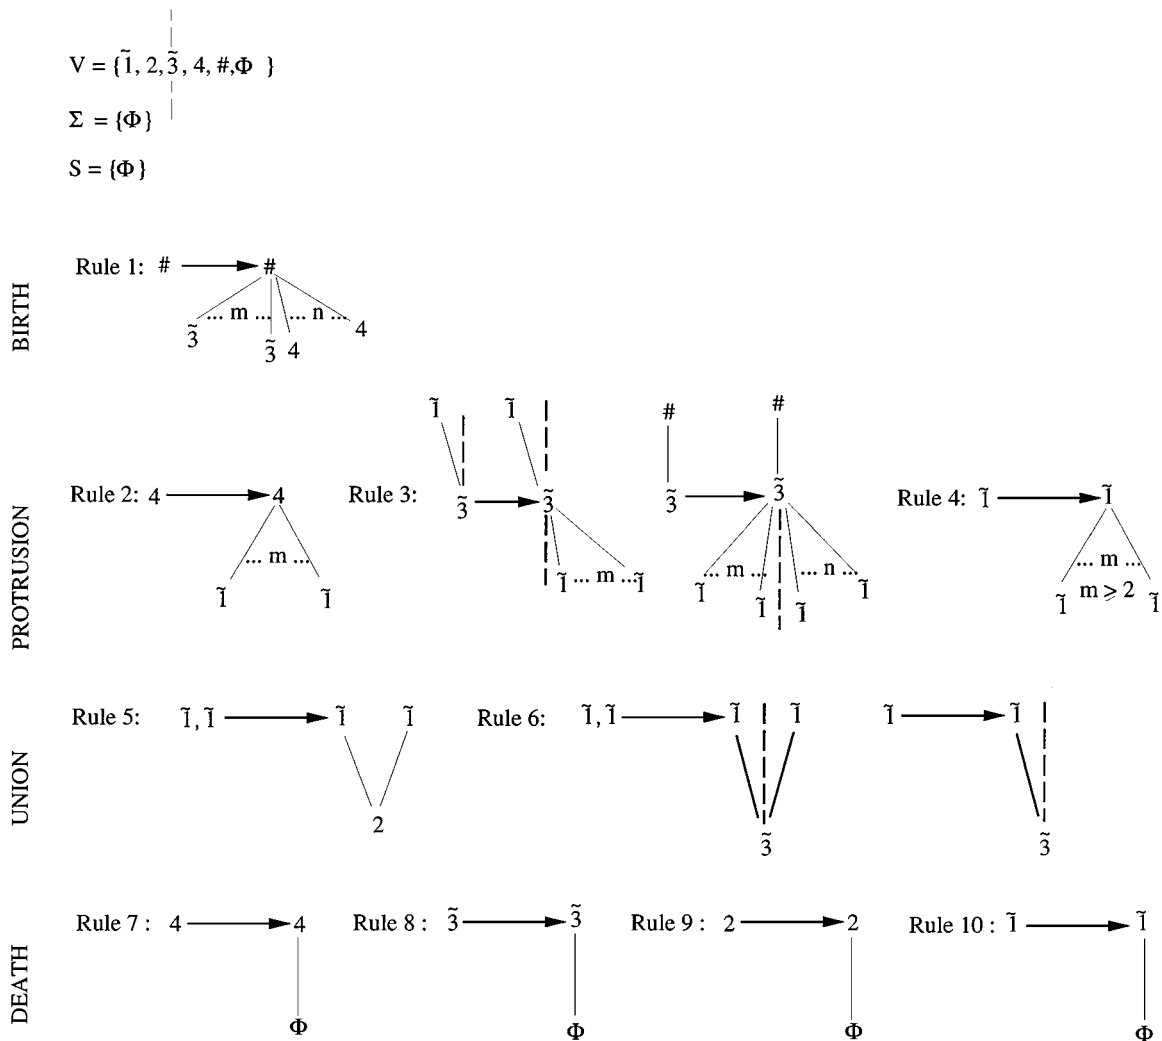 V = {1̃, 2, 3̃, 4, #,Φ }
Σ = {Φ}
S = {Φ}
BIRTH
Rule 1: # #
... m ... ... n ...
3̃ 3̃ 4 4
PROTRUSION
Rule 2: 4 4
... m ...
1̃ 1̃
Rule 3: 1̃ 1̃ # #
3̃ 3̃ 3̃ 3̃
1̃ ... m ... 1̃
... m ... ... n ...
1̃ 1̃ 1̃ 1̃
Rule 4: 1̃ 1̃
... m ...
1̃ m ⩾ 2 1̃
UNION
Rule 5: 1̃, 1̃ 1̃ 1̃
2
Rule 6: 1̃, 1̃ 1̃ 1̃ 1̃ 1̃
3̃ 3̃
DEATH
Rule 7 : 4 4
Φ
Rule 8 : 3̃ 3̃
Φ
Rule 9 : 2 2
Φ
Rule 10 : 1̃ 1̃
Φ